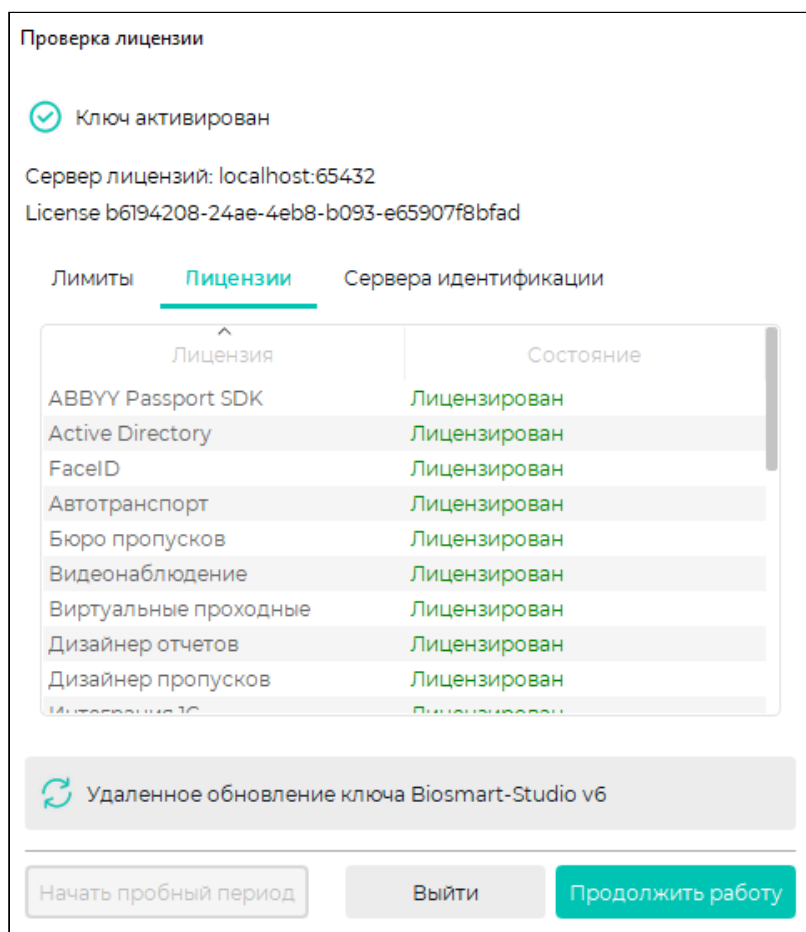 Проверка лицензии
Ключ активирован
Сервер лицензий: localhost:65432
License b6194208-24ae-4eb8-b093-e65907f8bfad
Лимиты Лицензии Сервера идентификации
Лицензия Состояние
ABBYY Passport SDK Лицензирован
Active Directory Лицензирован
FaceID Лицензирован
Автотранспорт Лицензирован
Бюро пропусков Лицензирован
Видеонаблюдение Лицензирован
Виртуальные проходные Лицензирован
Дизайнер отчетов Лицензирован
Дизайнер пропусков Лицензирован
Интеграция 1С Лицензирован
Удаленное обновление ключа Biosmart-Studio v6
Начать пробный период Выйти Продолжить работу